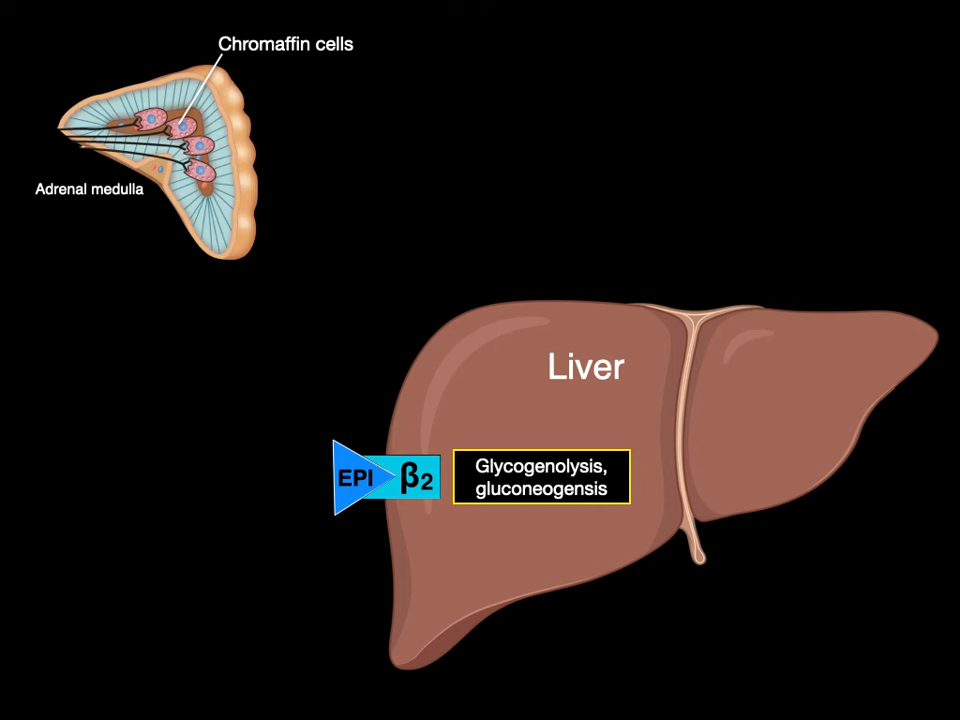 Chromaffin cells
Adrenal medulla
Liver
EPI β2
Glycogenolysis,
gluconeogensis